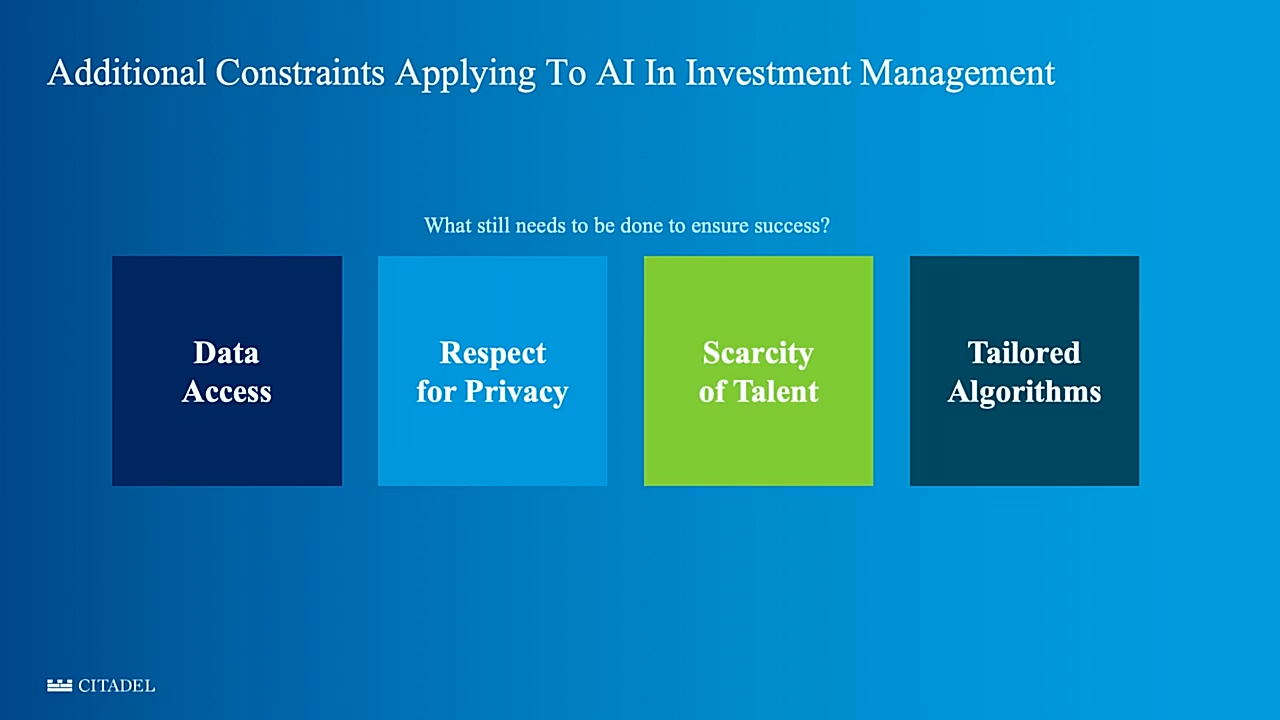 Additional Constraints Applying To AI In Investment Management
What still needs to be done to ensure success?
Data
Access
Respect
for Privacy
Scarcity
of Talent
Tailored
Algorithms
CITADEL